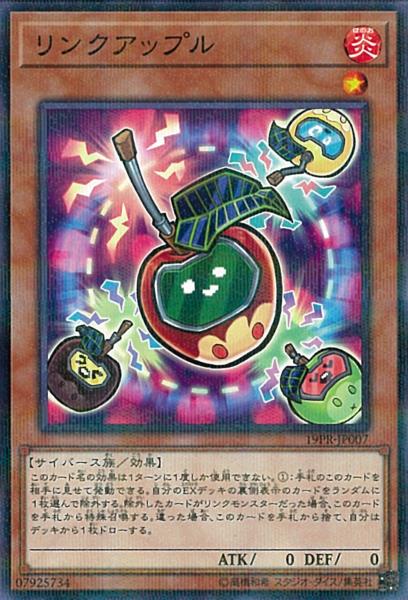 リンクアップル
炎
ほのお
19PR-JP007
【サイバース族/効果】
このカード名の効果は1ターンに1度しか使用できない。①:手札のこのカードを
相手に見せて発動できる。自分のEXデッキの裏側表示のカードをランダムに
1枚選んで除外する。除外したカードがリンクモンスターだった場合、このカード
を手札から特殊召喚する。違った場合、このカードを手札から捨て、自分は
デッキから1枚ドローする。
ATK/ 0 DEF/ 0
07925734
©高橋和希 スタジオ・ダイス/集英社